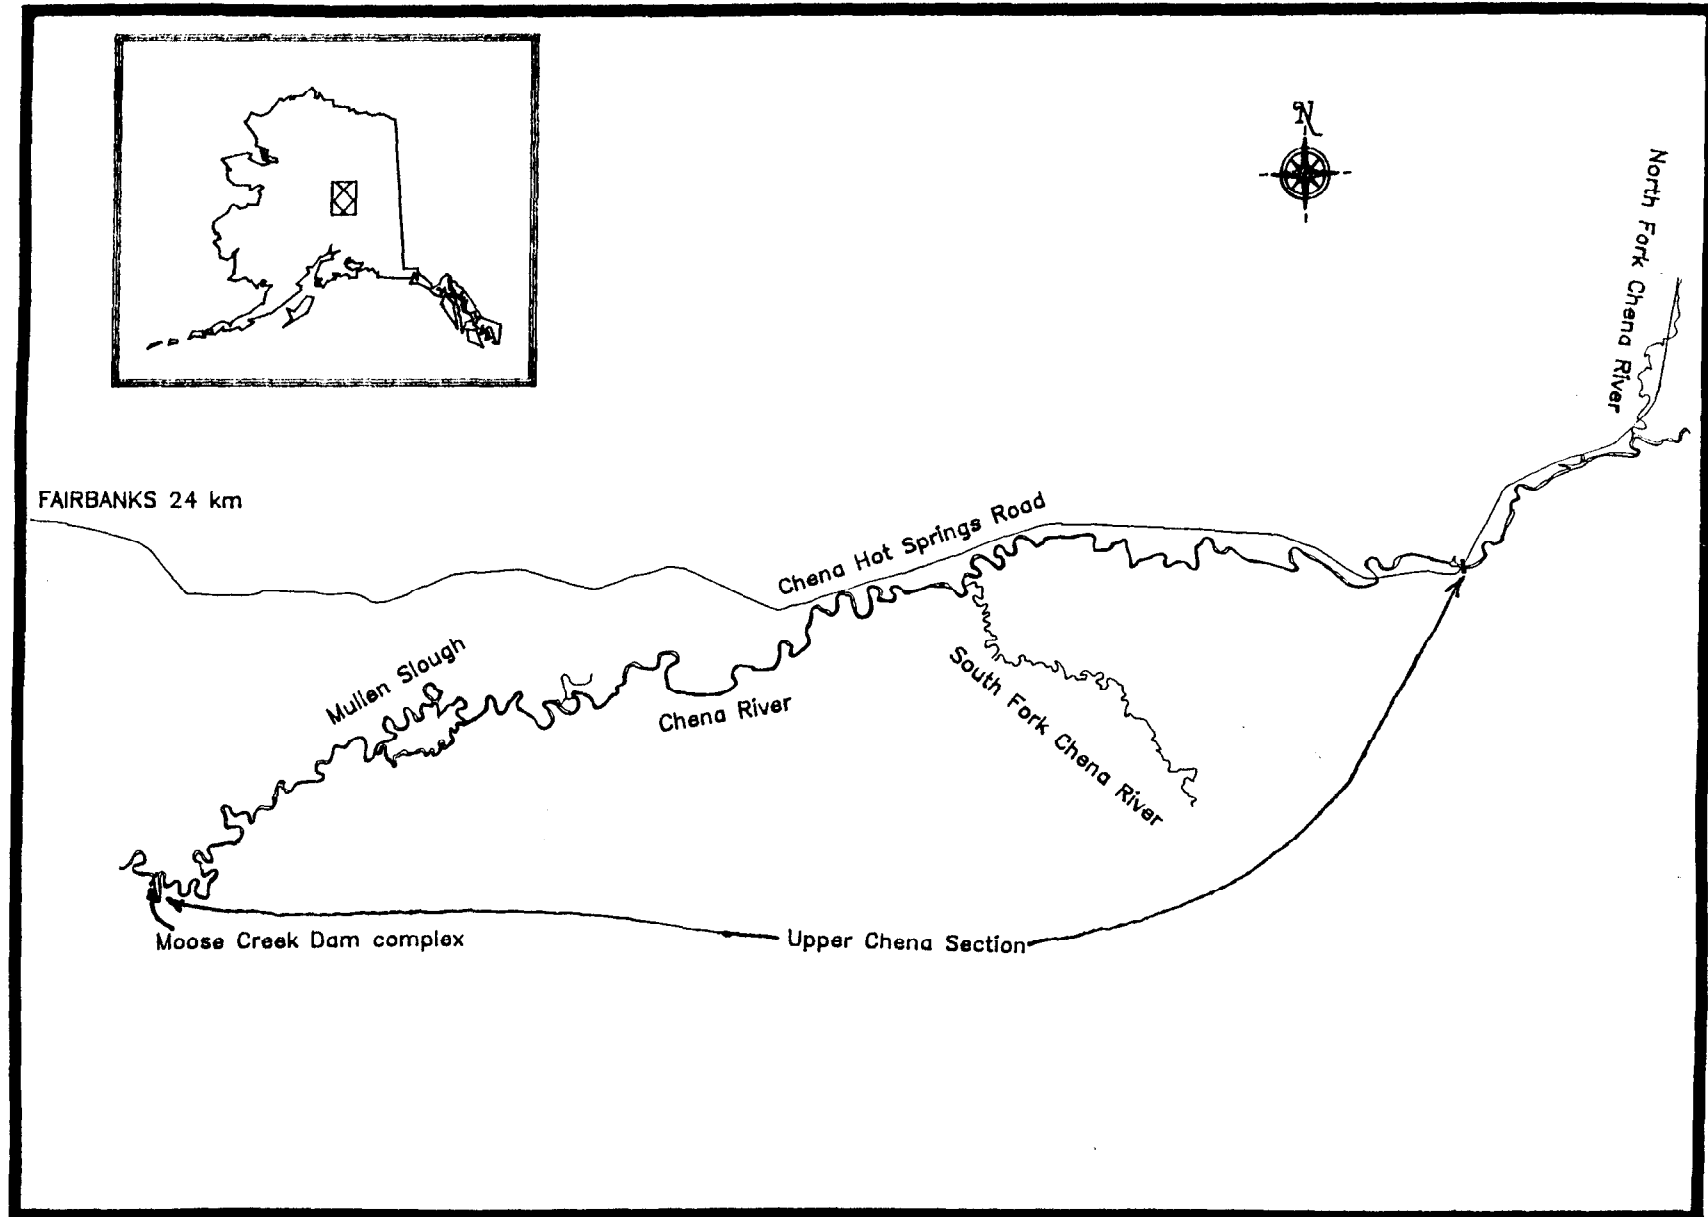 N
North Fork Chena River
FAIRBANKS 24 km
Chena Hot Springs Road
Mullen Slough
Chena River
South Fork Chena River
Moose Creek Dam complex
Upper Chena Section